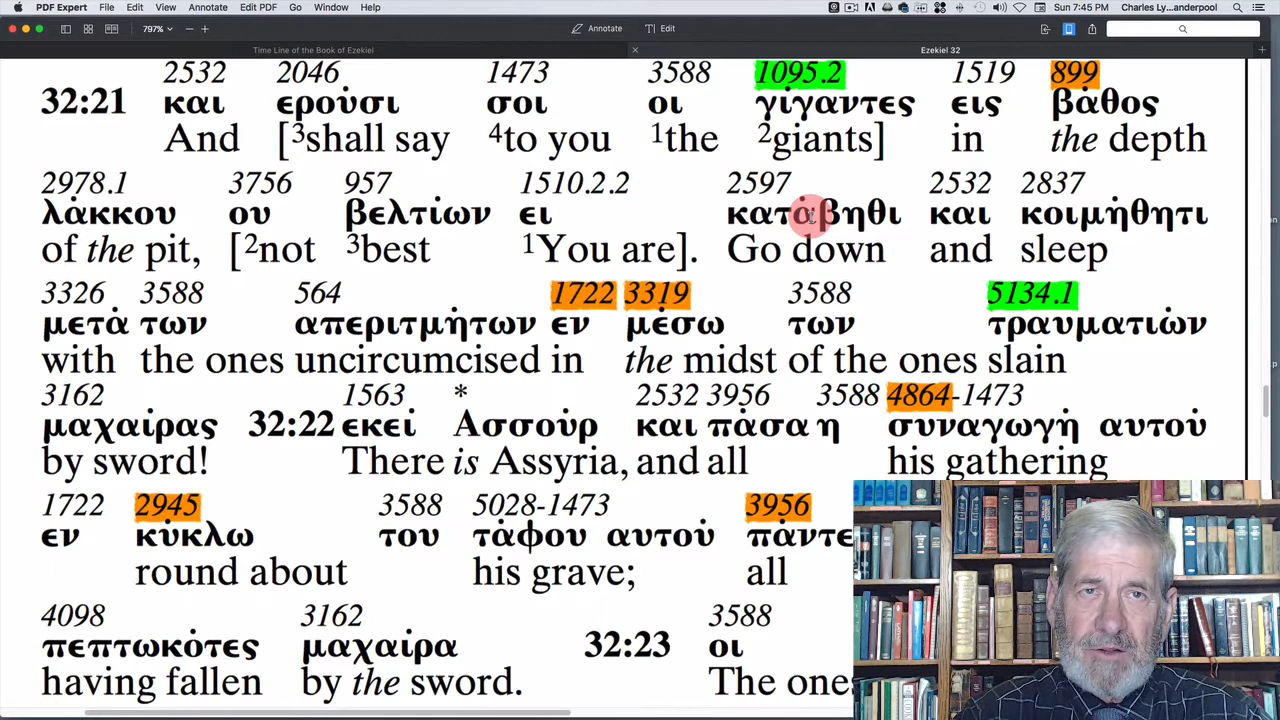 PDF Expert File Edit View Annotate Edit PDF Go Window Help Sun 7:45 PM Charles Ly...anderpool
797% Annotate Edit
Time Line of the Book of Ezekiel Ezekiel 32
2532 2046 1473 3588 1095.2 1519 899
32:21 και ερούσι σοι οι γίγαντες εις βάθος
And [3shall say 4to you 1the 2giants] in the depth
2978.1 3756 957 1510.2.2 2597 2532 2837
λάκκου ου βελτίων ει κατάβηθι και κοιμήθητι
of the pit, [2not 3best 1You are]. Go down and sleep
3326 3588 564 1722 3319 3588 5134.1
μετά των απεριτμήτων εν μέσω των τραυματιών
with the ones uncircumcised in the midst of the ones slain
3162 1563 * 2532 3956 3588 4864-1473
μαχαίρας 32:22 εκεί Ασσούρ και πάσα η συναγωγή αυτού
by sword! There is Assyria, and all his gathering
1722 2945 3588 5028-1473 3956
εν κύκλω του τάφου αυτού πάντε
round about his grave; all
4098 3162 3588
πεπτωκότες μαχαίρα 32:23 οι
having fallen by the sword. The ones